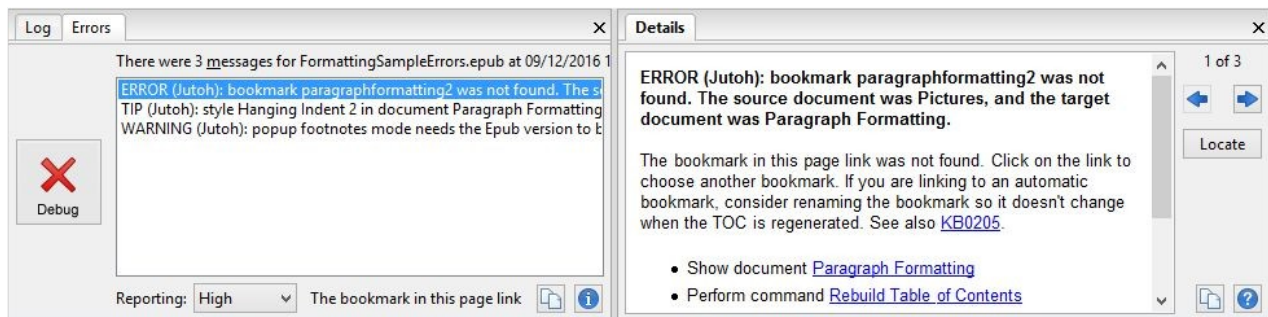 Log Errors
There were 3 messages for FormattingSampleErrors.epub at 09/12/2016 1
ERROR (Jutoh): bookmark paragraphformatting2 was not found. The
TIP (Jutoh): style Hanging Indent 2 in document Paragraph Formatting
WARNING (Jutoh): popup footnotes mode needs the Epub version to
Debug
Reporting: High The bookmark in this page link
Details
ERROR (Jutoh): bookmark paragraphformatting2 was not
found. The source document was Pictures, and the target
document was Paragraph Formatting.
The bookmark in this page link was not found. Click on the link to
choose another bookmark. If you are linking to an automatic
bookmark, consider renaming the bookmark so it doesn't change
when the TOC is regenerated. See also KB0205.
• Show document Paragraph Formatting
• Perform command Rebuild Table of Contents
1 of 3
Locate